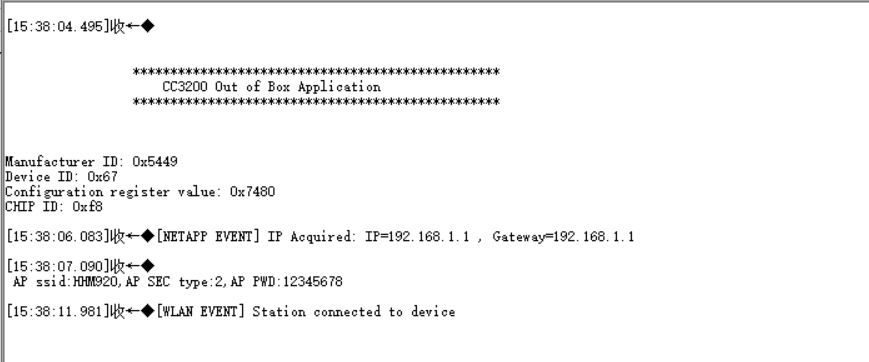 [15:38:04.495]收←◆
*************************************************
CC3200 Out of Box Application
*************************************************
Manufacturer ID: 0x5449
Device ID: 0x67
Configuration register value: 0x7480
CHIP ID: 0xf8
[15:38:06.083]收←◆[NETAPP EVENT] IP Acquired: IP=192.168.1.1 , Gateway=192.168.1.1
[15:38:07.090]收←◆
AP ssid:HHM920,AP SEC type:2,AP PWD:12345678
[15:38:11.981]收←◆[WLAN EVENT] Station connected to device